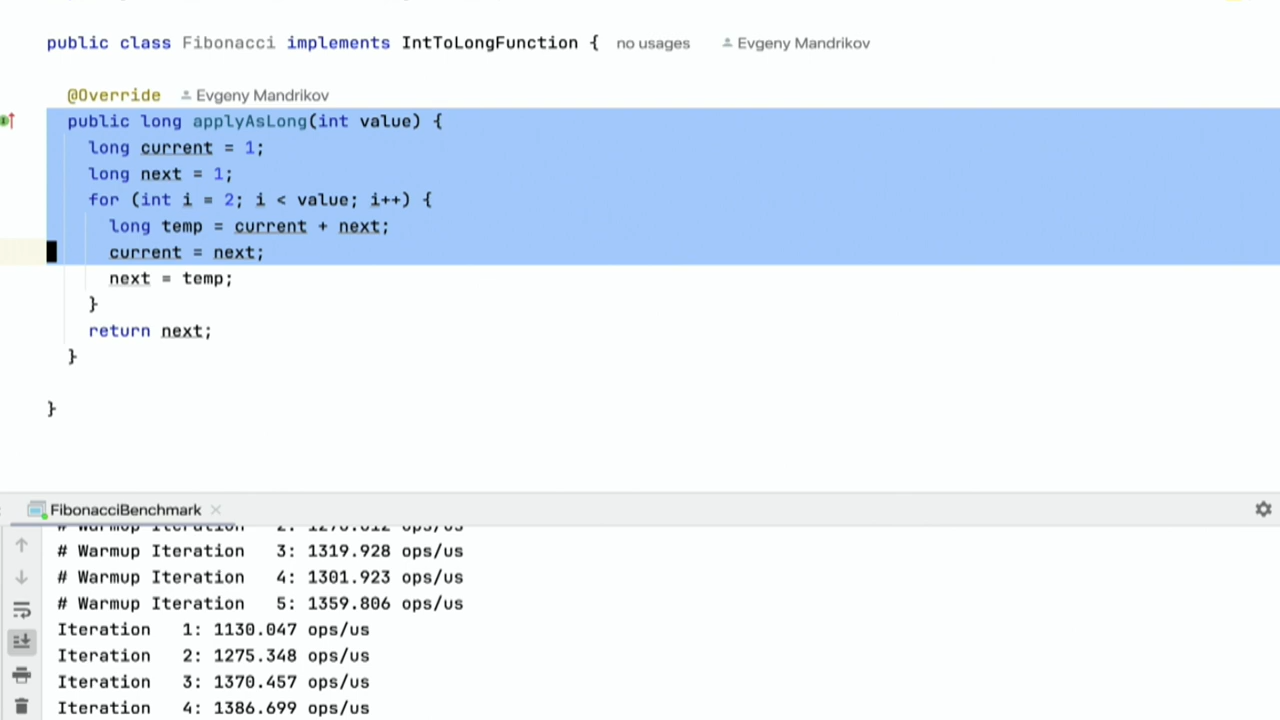 public class Fibonacci implements IntToLongFunction {   no usages   Evgeny Mandrikov
@Override   Evgeny Mandrikov
public long applyAsLong(int value) {
long current = 1;
long next = 1;
for (int i = 2; i < value; i++) {
long temp = current + next;
current = next;
next = temp;
}
return next;
}
}
FibonacciBenchmark
# Warmup Iteration   3: 1319.928 ops/us
# Warmup Iteration   4: 1301.923 ops/us
# Warmup Iteration   5: 1359.806 ops/us
Iteration   1: 1130.047 ops/us
Iteration   2: 1275.348 ops/us
Iteration   3: 1370.457 ops/us
Iteration   4: 1386.699 ops/us